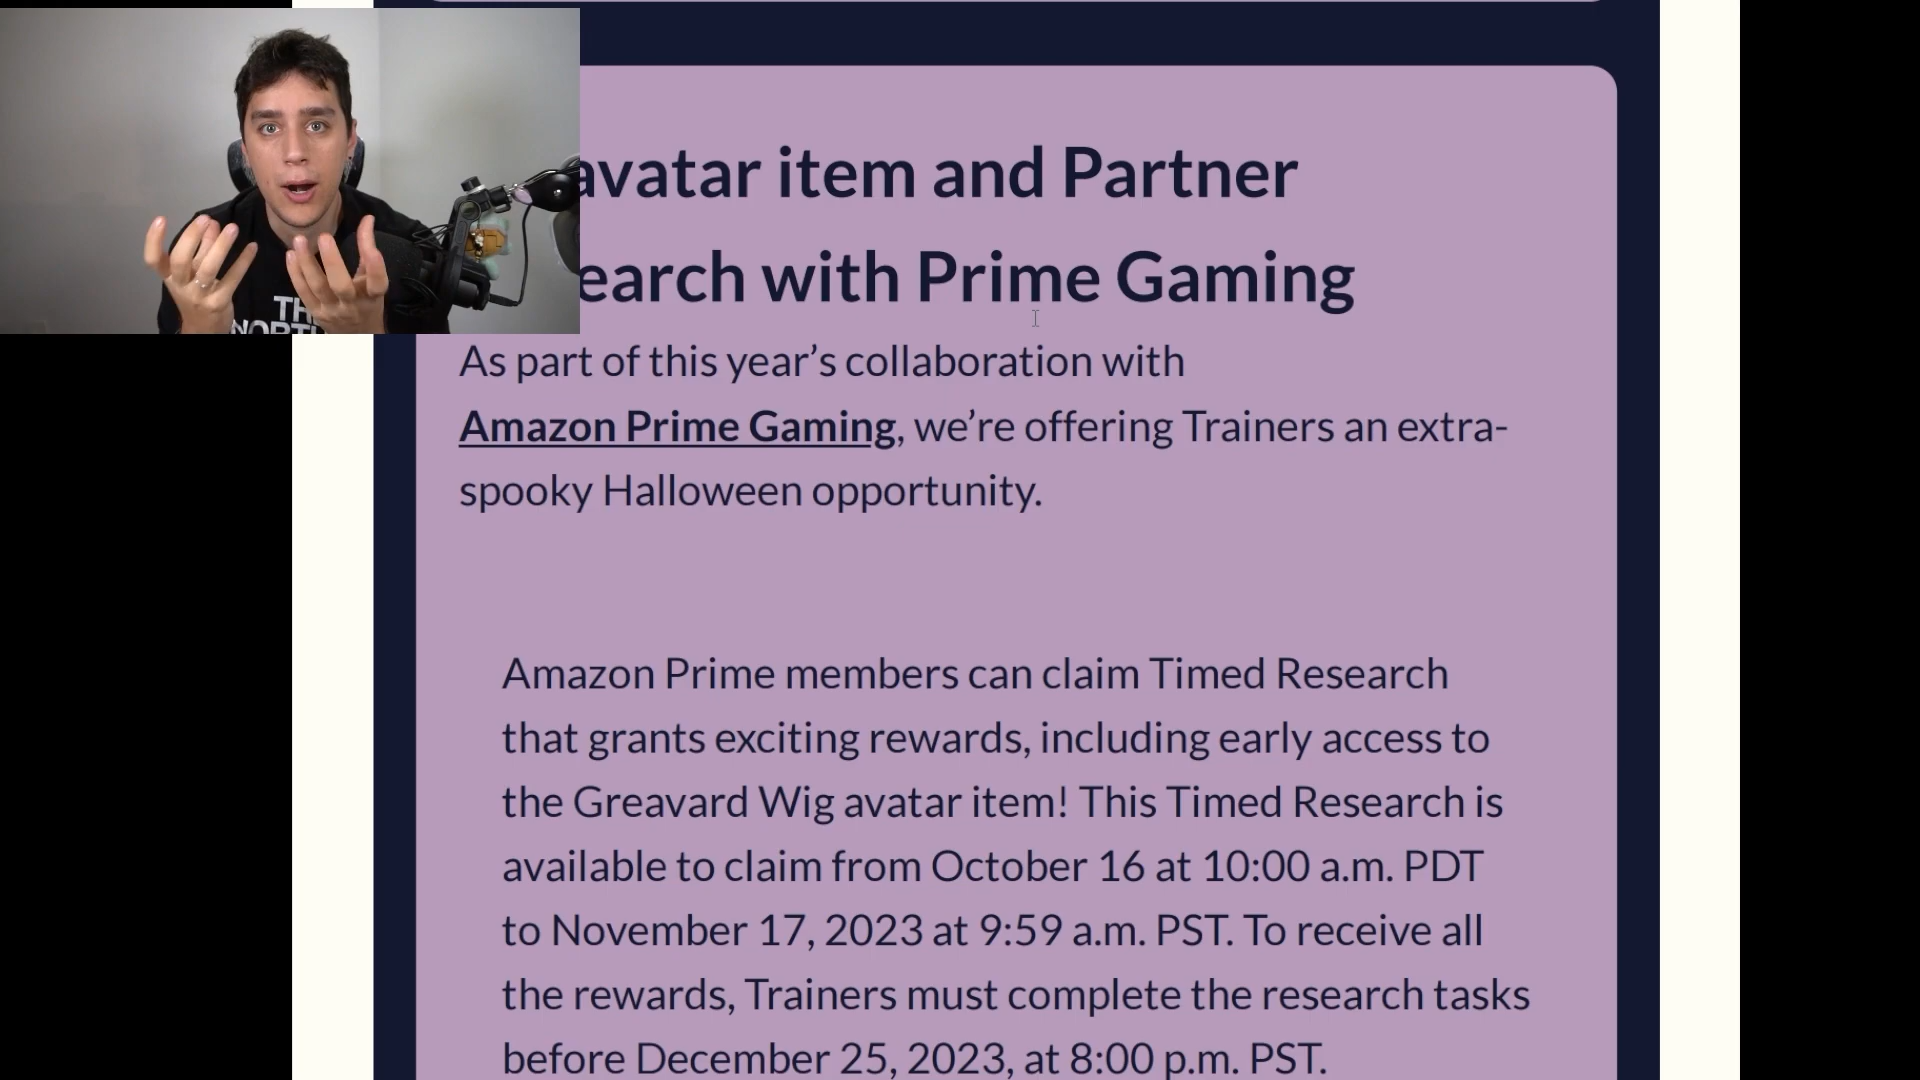 avatar item and Partner
earch with Prime Gaming
As part of this year’s collaboration with
Amazon Prime Gaming, we’re offering Trainers an extra-
spooky Halloween opportunity.
Amazon Prime members can claim Timed Research
that grants exciting rewards, including early access to
the Greavard Wig avatar item! This Timed Research is
available to claim from October 16 at 10:00 a.m. PDT
to November 17, 2023 at 9:59 a.m. PST. To receive all
the rewards, Trainers must complete the research tasks
before December 25, 2023, at 8:00 p.m. PST.
THE
NORTH